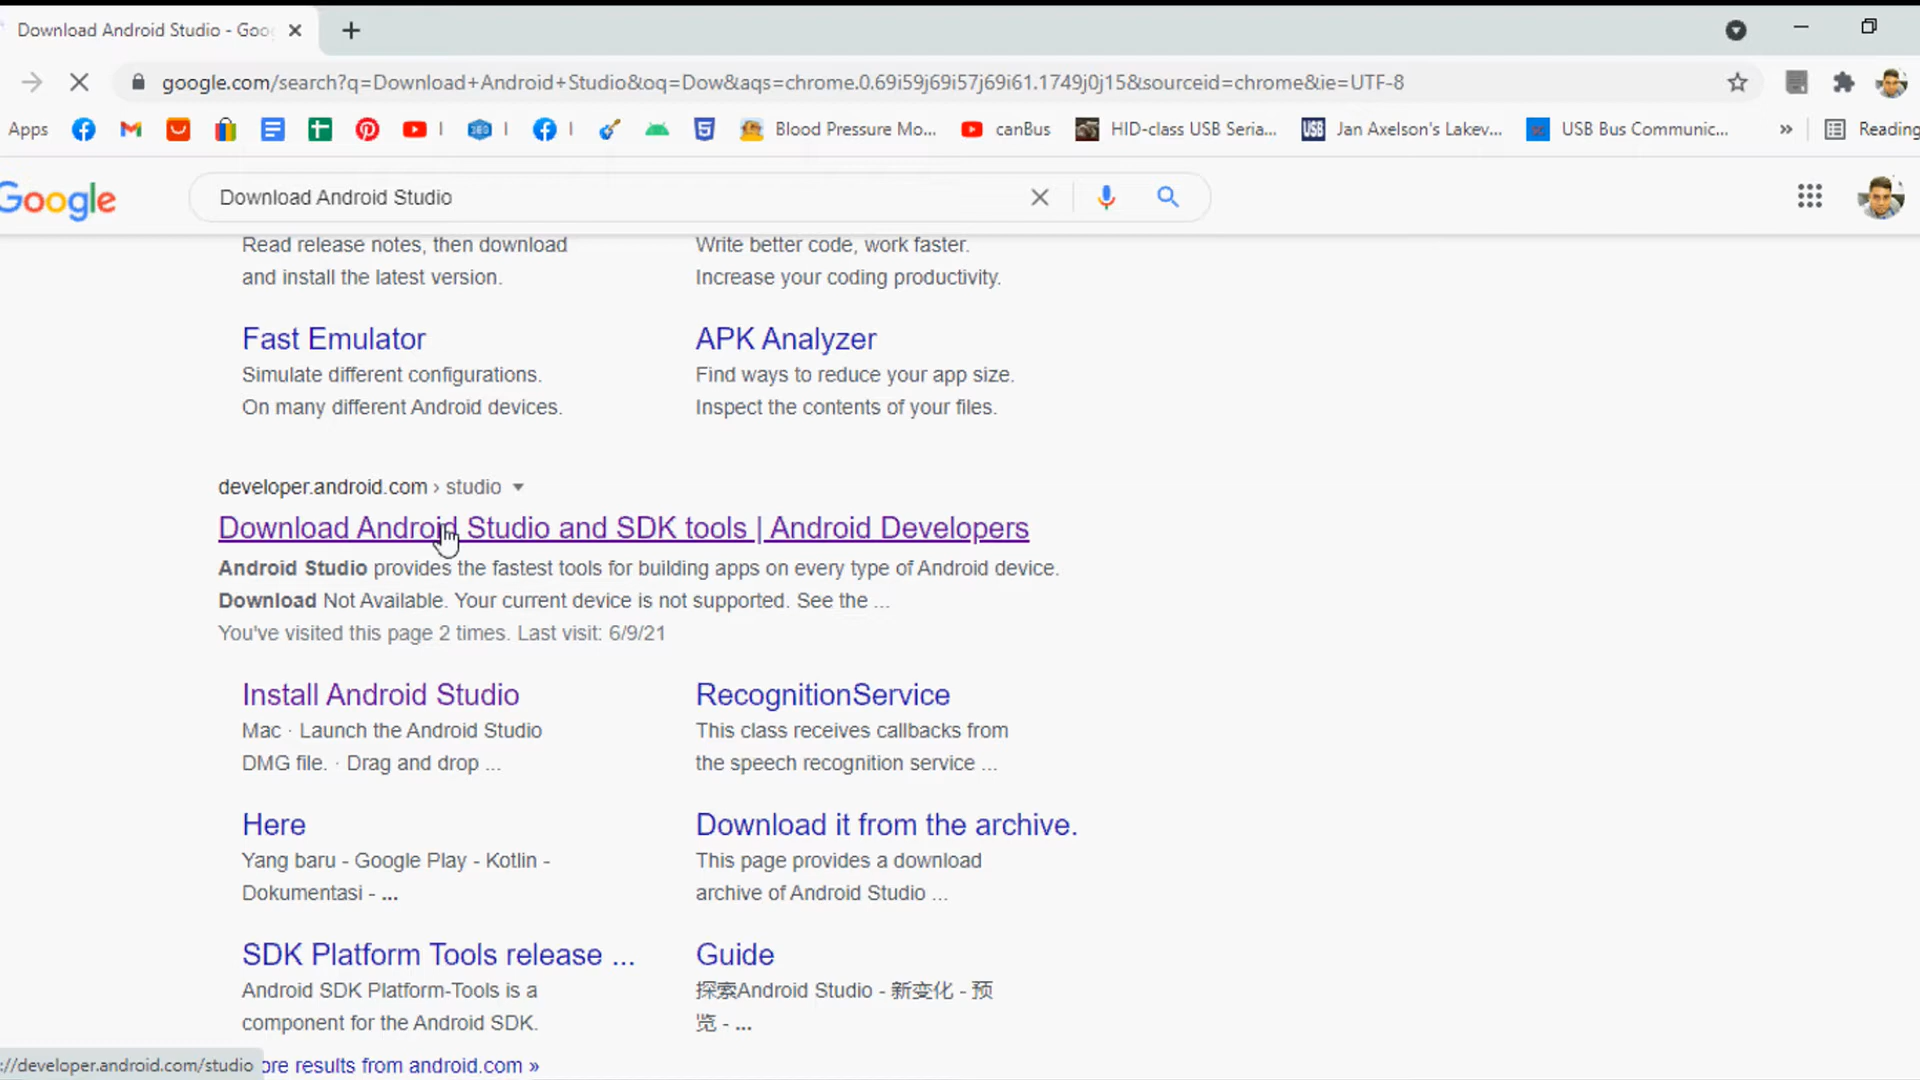 Download Android Studio - Goo
google.com/search?q=Download+Android+Studio&oq=Dow&aqs=chrome.0.69i59j69i57j69i61.1749j0j15&sourceid=chrome&ie=UTF-8
Apps Blood Pressure Mo... canBus HID-class USB Seria... Jan Axelson's Lakev... USB Bus Communic... » Reading
Google Download Android Studio
Read release notes, then download
and install the latest version.
Write better code, work faster.
Increase your coding productivity.
Fast Emulator
Simulate different configurations.
On many different Android devices.
APK Analyzer
Find ways to reduce your app size.
Inspect the contents of your files.
developer.android.com › studio
Download Android Studio and SDK tools | Android Developers
Android Studio provides the fastest tools for building apps on every type of Android device.
Download Not Available. Your current device is not supported. See the ...
You've visited this page 2 times. Last visit: 6/9/21
Install Android Studio
Mac · Launch the Android Studio
DMG file. · Drag and drop ...
RecognitionService
This class receives callbacks from
the speech recognition service ...
Here
Yang baru - Google Play - Kotlin -
Dokumentasi - ...
Download it from the archive.
This page provides a download
archive of Android Studio ...
SDK Platform Tools release ...
Android SDK Platform-Tools is a
component for the Android SDK.
Guide
探索Android Studio - 新变化 - 预
览 - ...
://developer.android.com/studio
ore results from android.com »